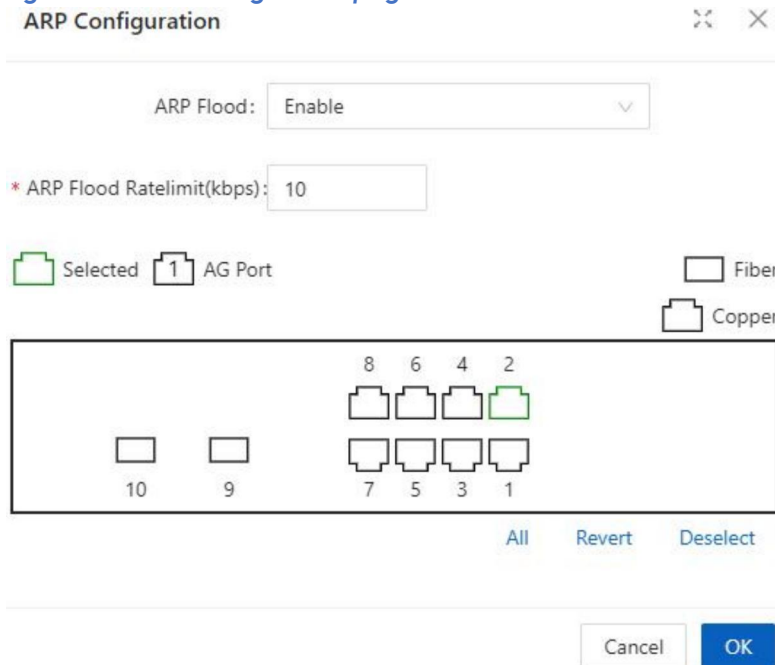 ARP Configuration
ARP Flood: Enable
* ARP Flood Ratelimit(kbps): 10
Selected 1 AG Port Fiber
Copper
8 6 4 2
10 9 7 5 3 1
All Revert Deselect
Cancel OK